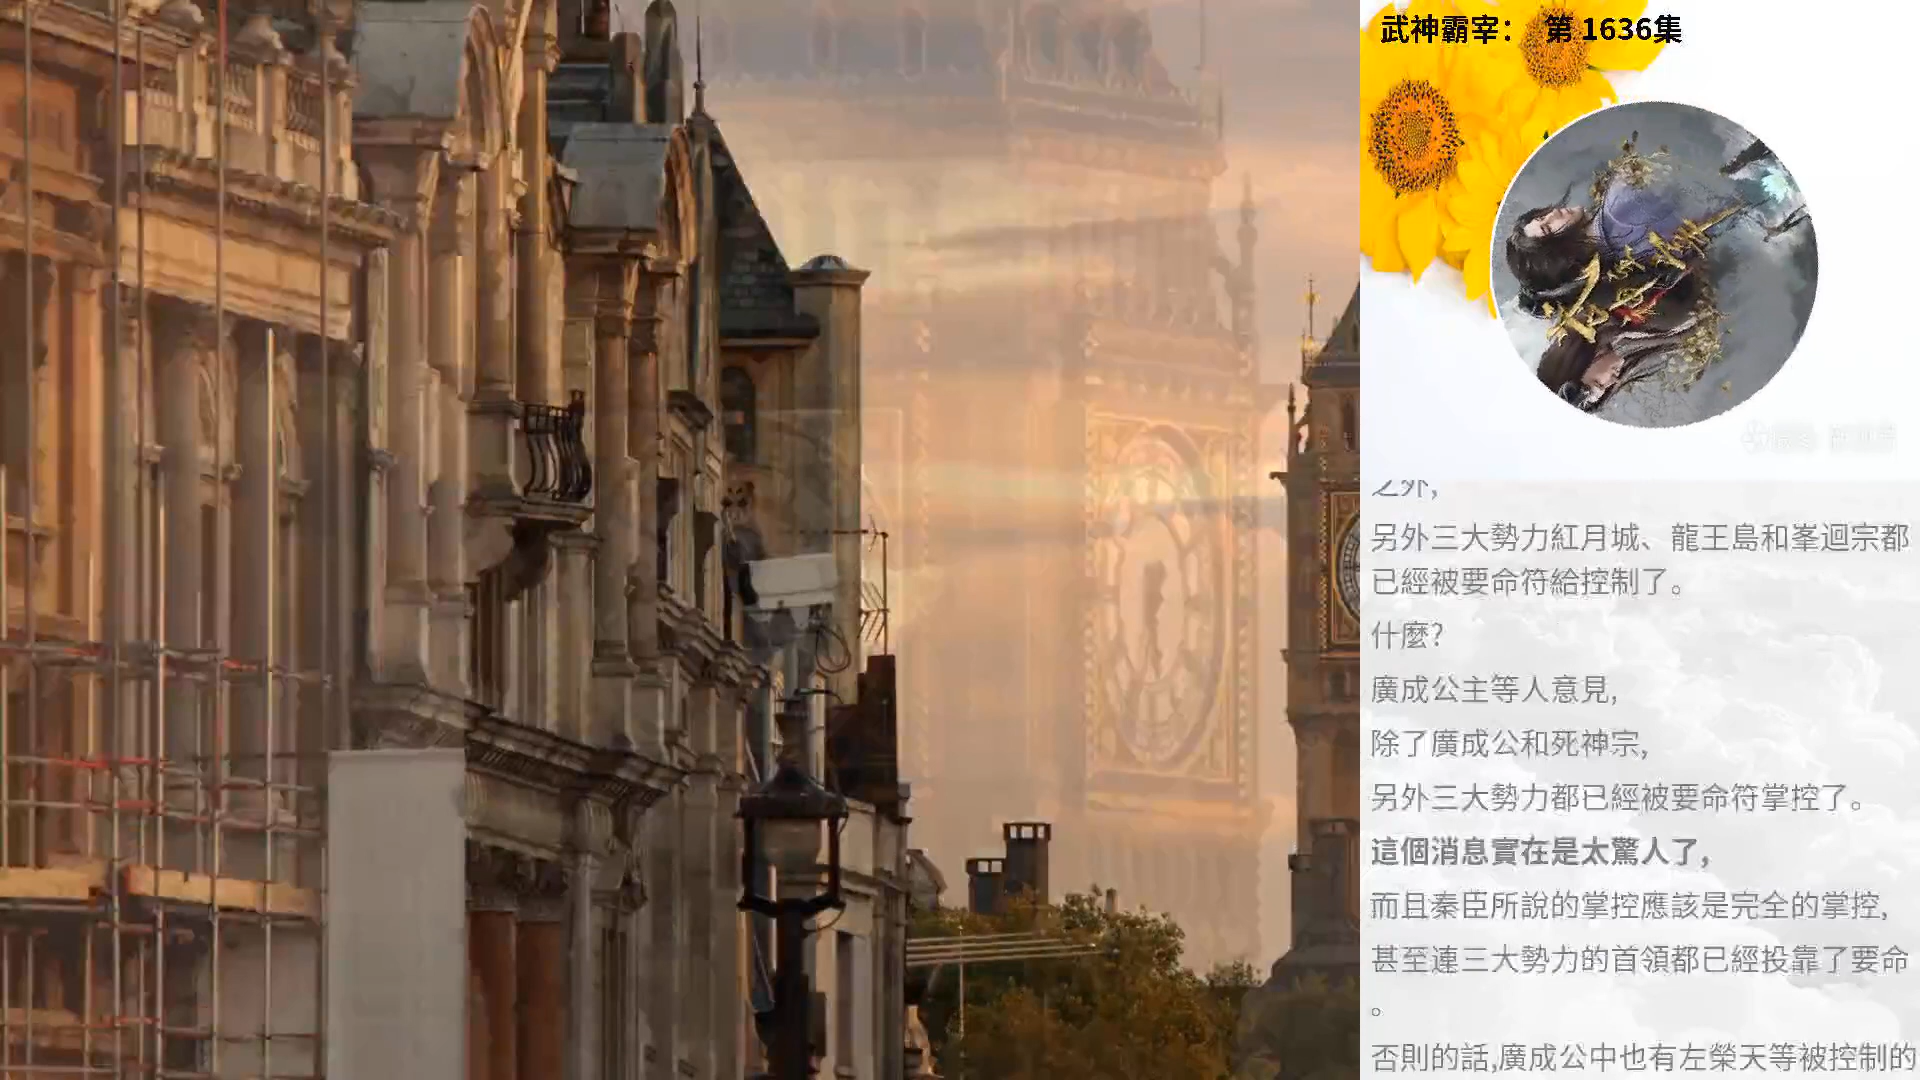 武神霸宰： 第 1636集
之外,
另外三大勢力紅月城、龍王島和峯迴宗都
已經被要命符給控制了。
什麼?
廣成公主等人意見,
除了廣成公和死神宗,
另外三大勢力都已經被要命符掌控了。
這個消息實在是太驚人了,
而且秦臣所說的掌控應該是完全的掌控,
甚至連三大勢力的首領都已經投靠了要命
。
否則的話,廣成公中也有左榮天等被控制的